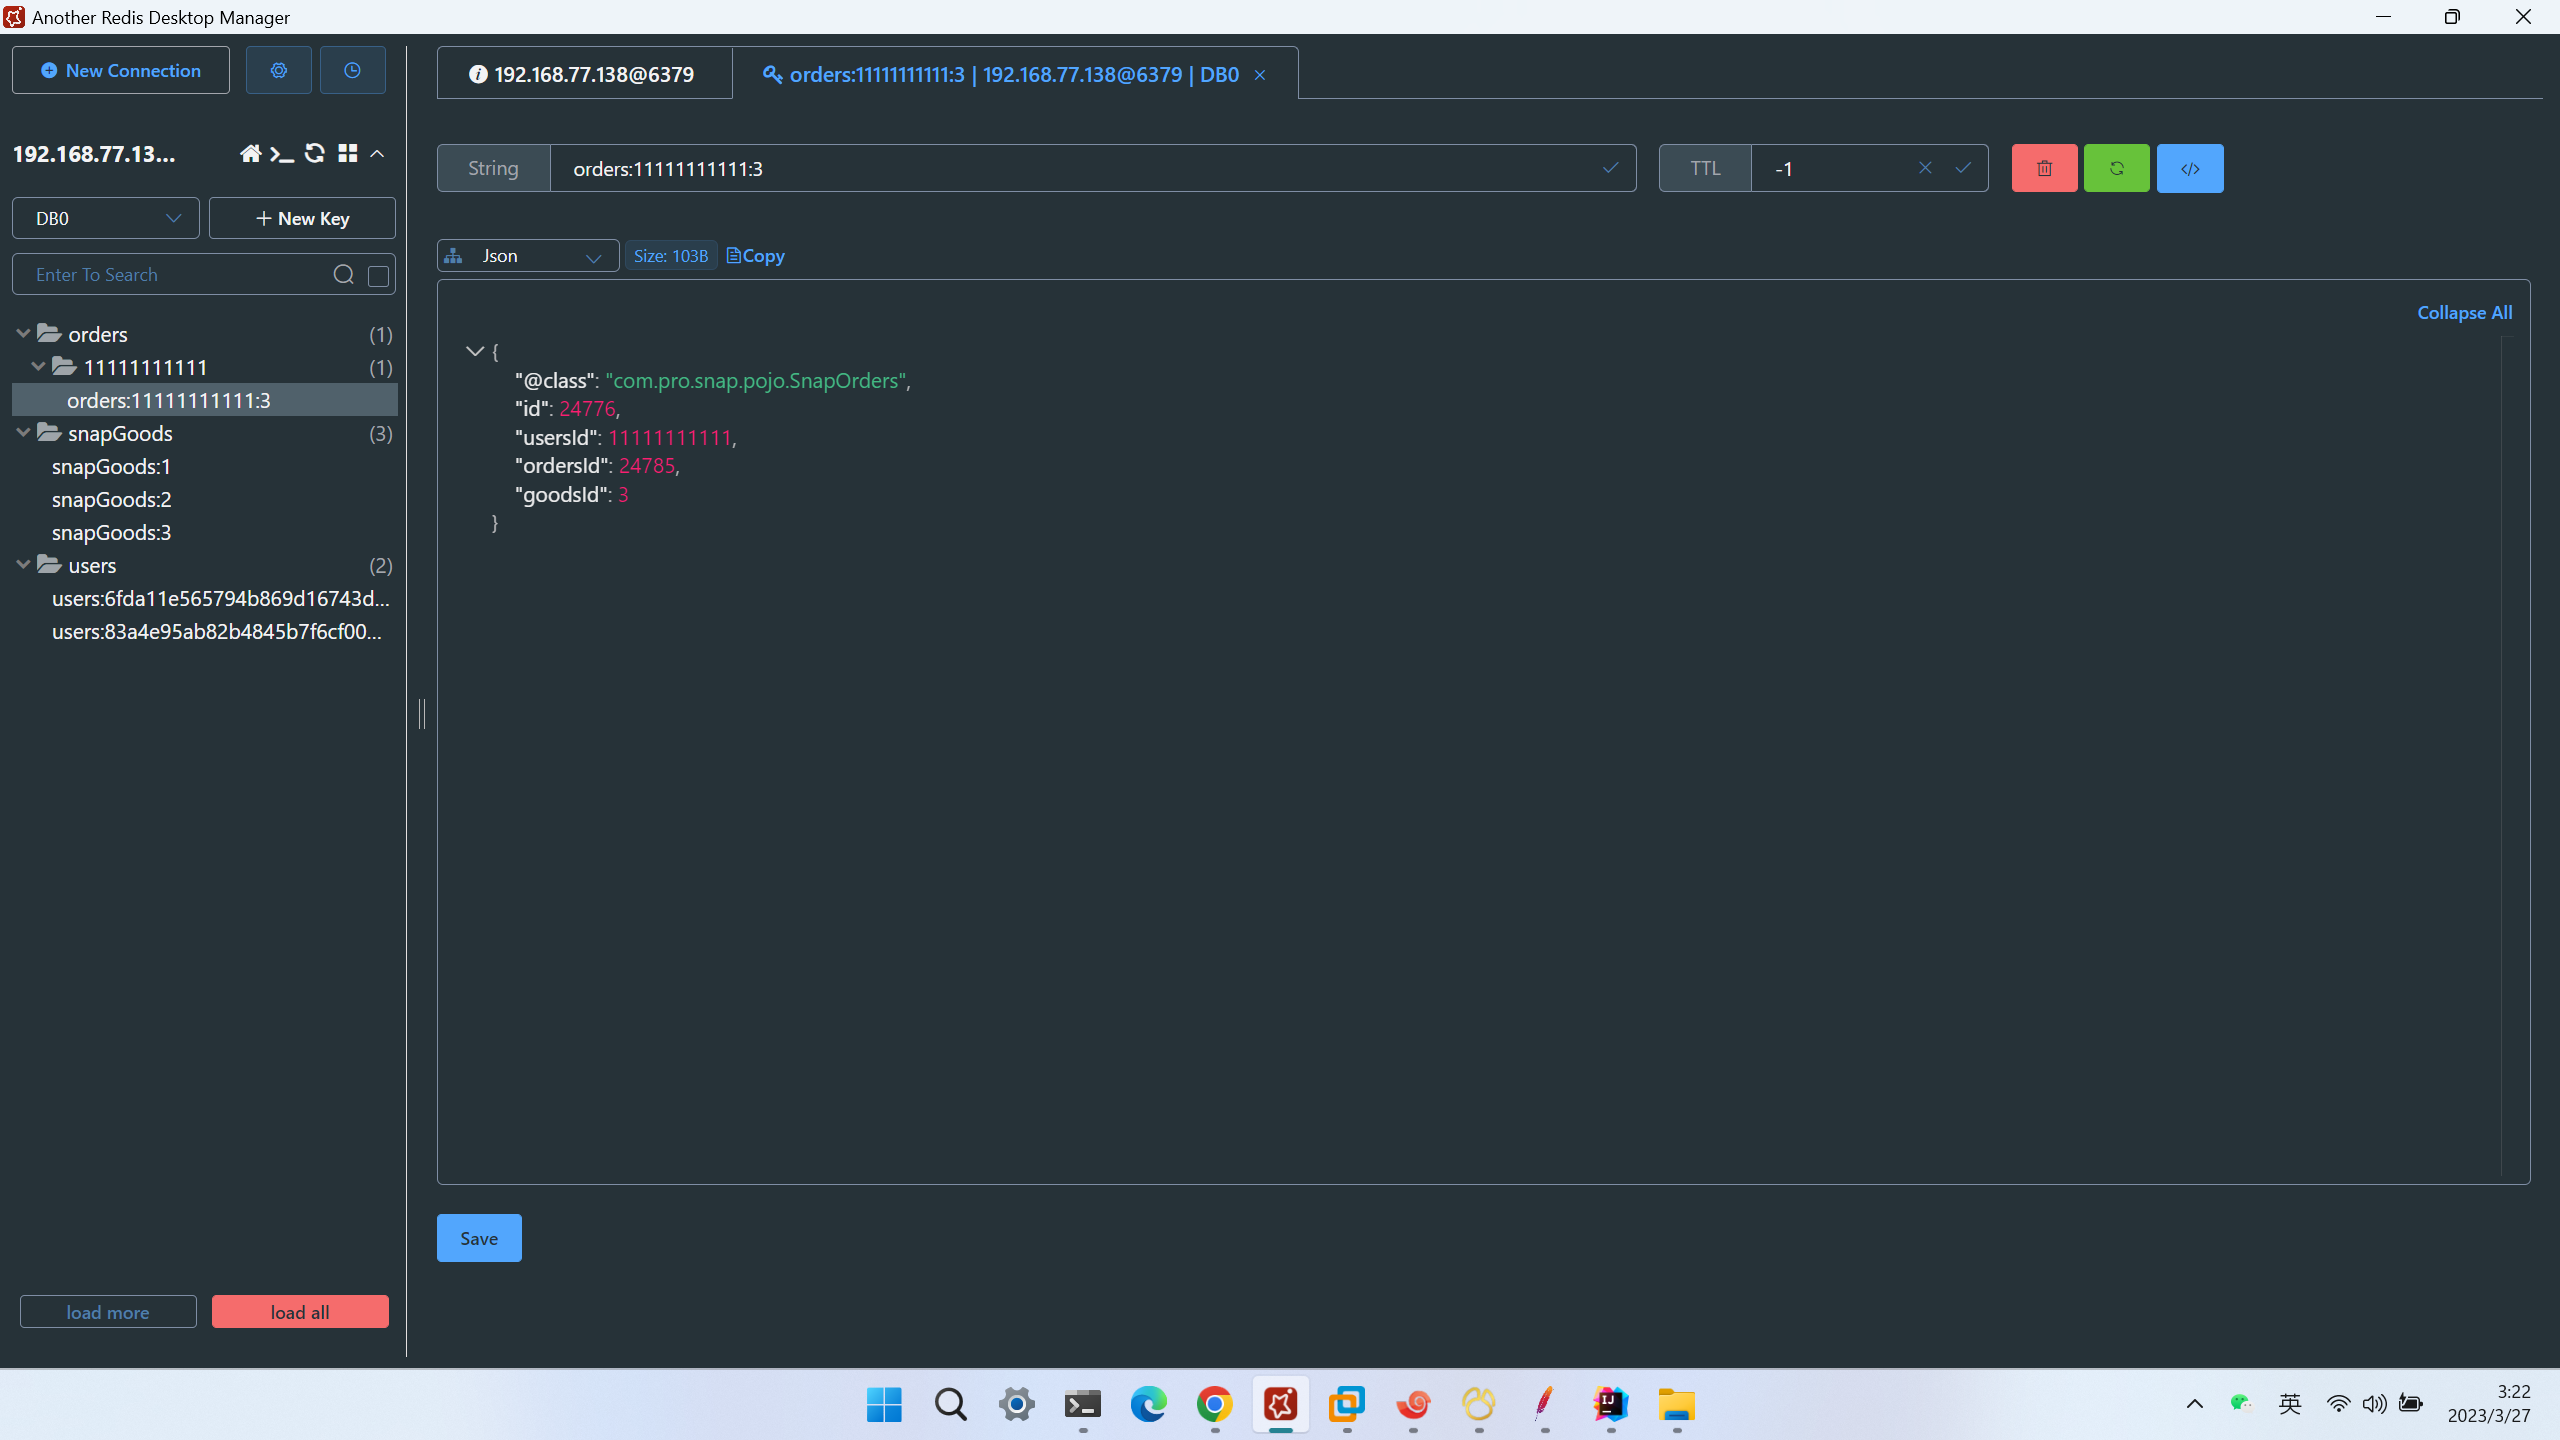 Another Redis Desktop Manager
New Connection
192.168.77.13...
DB0
New Key
Enter To Search
orders (1)
11111111111 (1)
orders:11111111111:3
snapGoods (3)
snapGoods:1
snapGoods:2
snapGoods:3
users (2)
users:6fda11e565794b869d16743d...
users:83a4e95ab82b4845b7f6cf00...
load more
load all
192.168.77.138@6379
orders:11111111111:3 | 192.168.77.138@6379 | DB0
String
orders:11111111111:3
TTL
-1
Json
Size: 103B
Copy
Collapse All
{
"@class": "com.pro.snap.pojo.SnapOrders",
"id": 24776,
"usersId": 11111111111,
"ordersId": 24785,
"goodsId": 3
}
Save
英
3:22
2023/3/27